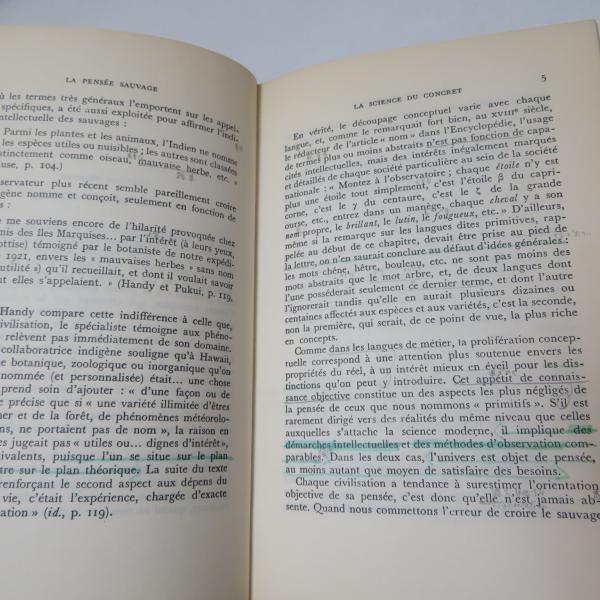 LA PENSÉE SAUVAGE
à les termes très généraux l'emportent sur les appel-
spécifiques, a été aussi exploitée pour affirmer l'indi-
intellectuelle des sauvages :
Parmi les plantes et les animaux, l'Indien ne nomme
les espèces utiles ou nuisibles ; les autres sont classées
tinctement comme oiseau, mauvaise herbe, etc. »
use, p. 104.)
servateur plus récent semble pareillement croire
gène nomme et conçoit, seulement en fonction de
s :
e me souviens encore de l'hilarité provoquée chez
mis des îles Marquises... par l'intérêt (à leurs yeux,
ottise) témoigné par le botaniste de notre expédi-
1921, envers les « mauvaises herbes » sans nom
utilité ») qu'il recueillait, et dont il voulait savoir
nt elles s'appelaient. » (Handy et Pukui, p. 119,
Handy compare cette indifférence à celle que,
civilisation, le spécialiste témoigne aux phéno-
relèvent pas immédiatement de son domaine.
collaboratrice indigène souligne qu'à Hawaii,
e botanique, zoologique ou inorganique qu'on
nommée (et personnalisée) était... une chose
prend soin d'ajouter : « d'une façon ou de
e précise que si « une variété illimitée d'êtres
mer et de la forêt, de phénomènes météorolo-
ns, ne portaient pas de nom », la raison en
es jugeait pas « utiles ou... dignes d'intérêt »,
ivalents, puisque l'un se situe sur le plan
tre sur le plan théorique. La suite du texte
renforçant le second aspect aux dépens du
vie, c'était l'expérience, chargée d'exacte
ation » (id., p. 119).
LA SCIENCE DU CONCRET
5
En vérité, le découpage conceptuel varie avec chaque
langue, et, comme le remarquait fort bien, au XVIIIe siècle,
le rédacteur de l'article « nom » dans l'Encyclopédie, l'usage
de termes plus ou moins abstraits n'est pas fonction de capa-
cités intellectuelles, mais des intérêts inégalement marqués
et détaillés de chaque société particulière au sein de la société
nationale : « Montez à l'observatoire ; chaque étoile n'y est
plus une étoile tout simplement, c'est l'étoile β du capri-
corne, c'est le γ du centaure, c'est le ζ de la grande
ourse, etc., entrez dans un manège, chaque cheval y a son
nom propre, le brillant, le lutin, le fougueux, etc. » D'ailleurs,
même si la remarque sur les langues dites primitives, rap-
pelée au début de ce chapitre, devait être prise au pied de
la lettre, on n'en saurait conclure au défaut d'idées générales :
les mots chêne, hêtre, bouleau, etc. ne sont pas moins des
mots abstraits que le mot arbre, et, de deux langues dont
l'une posséderait seulement ce dernier terme, et dont l'autre
l'ignorerait tandis qu'elle en aurait plusieurs dizaines ou
centaines affectés aux espèces et aux variétés, c'est la seconde,
non la première, qui serait, de ce point de vue, la plus riche
en concepts.
Comme dans les langues de métier, la prolifération concep-
tuelle correspond à une attention plus soutenue envers les
propriétés du réel, à un intérêt mieux en éveil pour les dis-
tinctions qu'on peut y introduire. Cet appétit de connais-
sance objective constitue un des aspects les plus négligés de
la pensée de ceux que nous nommons « primitifs ». S'il est
rarement dirigé vers des réalités du même niveau que celles
auxquelles s'attache la science moderne, il implique des
démarches intellectuelles et des méthodes d'observation com-
parables. Dans les deux cas, l'univers est objet de pensée,
au moins autant que moyen de satisfaire des besoins.
Chaque civilisation a tendance à surestimer l'orientation
objective de sa pensée, c'est donc qu'elle n'est jamais ab-
sente. Quand nous commettons l'erreur de croire le sauvage